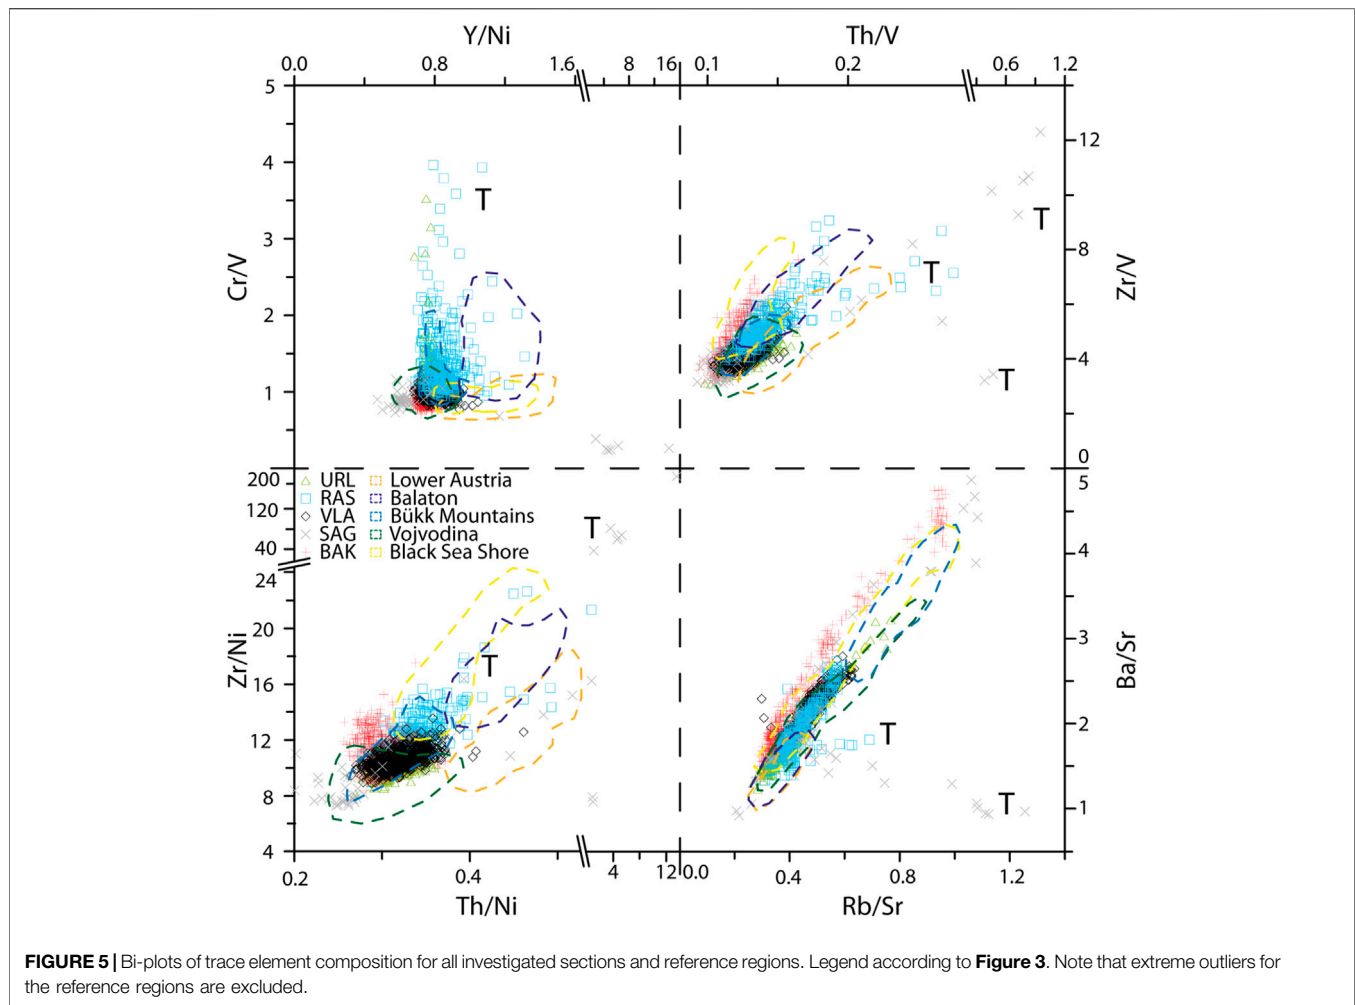 Y/Ni
Th/V
0.0 0.8 1.6 8 16
0.1 0.2 0.6 1.2
5
4
3
2
1
Cr/V
T
12
8
4
0
Zr/V
T
T
T
200
120
40
24
20
16
12
8
4
Zr/Ni
URL
RAS
VLA
SAG
BAK
Lower Austria
Balaton
Bükk Mountains
Vojvodina
Black Sea Shore
T
T
5
4
3
2
1
Ba/Sr
T
T
0.2 0.4 4 12
0.0 0.4 0.8 1.2
Th/Ni
Rb/Sr
FIGURE 5 | Bi-plots of trace element composition for all investigated sections and reference regions. Legend according to Figure 3. Note that extreme outliers for
the reference regions are excluded.